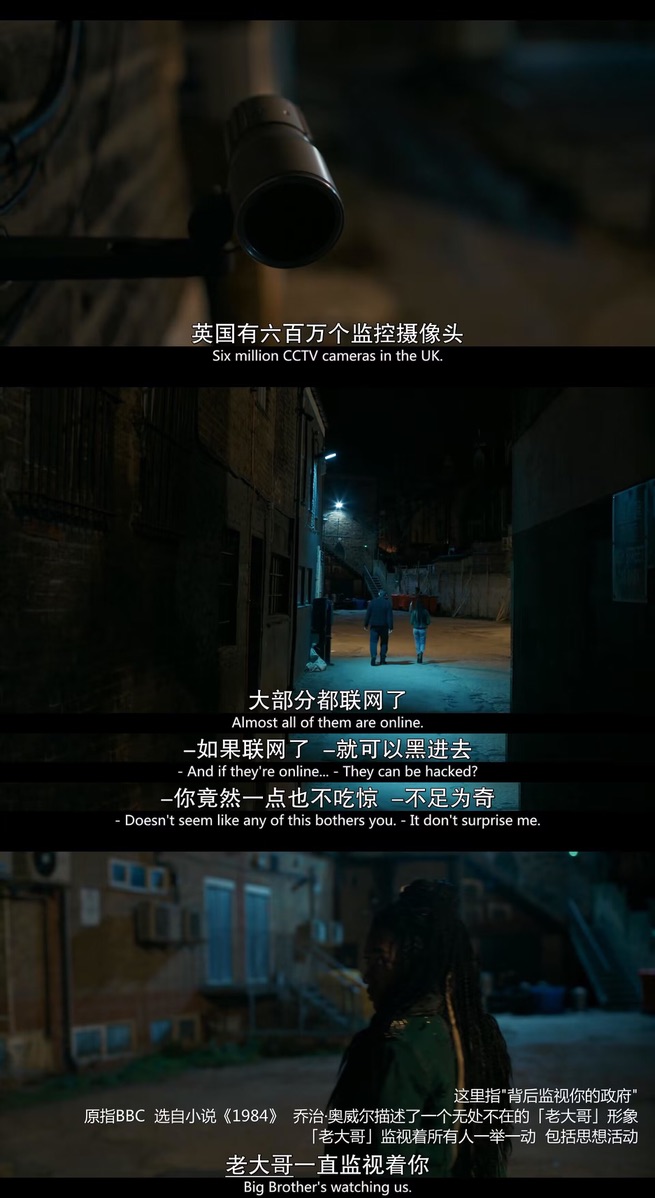 英国有六百万个监控摄像头
Six million CCTV cameras in the UK.
大部分都联网了
Almost all of them are online.
–如果联网了 –就可以黑进去
- And if they're online... - They can be hacked?
–你竟然一点也不吃惊 –不足为奇
- Doesn't seem like any of this bothers you. - It don't surprise me.
这里指"背后监视你的政府"
原指BBC 选自小说《1984》 乔治·奥威尔描述了一个无处不在的「老大哥」形象
「老大哥」监视着所有人一举一动 包括思想活动
老大哥一直监视着你
Big Brother's watching us.